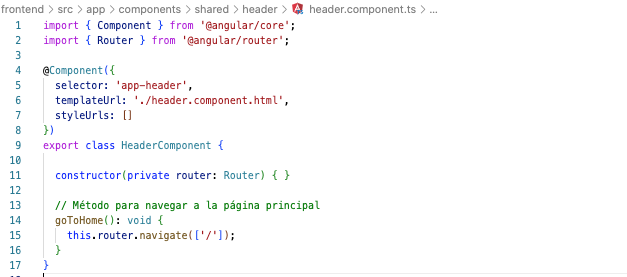 frontend > src > app > components > shared > header > header.component.ts > ...
1 import { Component } from '@angular/core';
2 import { Router } from '@angular/router';
3
4 @Component({
5   selector: 'app-header',
6   templateUrl: './header.component.html',
7   styleUrls: []
8 })
9 export class HeaderComponent {
10
11   constructor(private router: Router) { }
12
13   // Método para navegar a la página principal
14   goToHome(): void {
15     this.router.navigate(['/']);
16   }
17 }